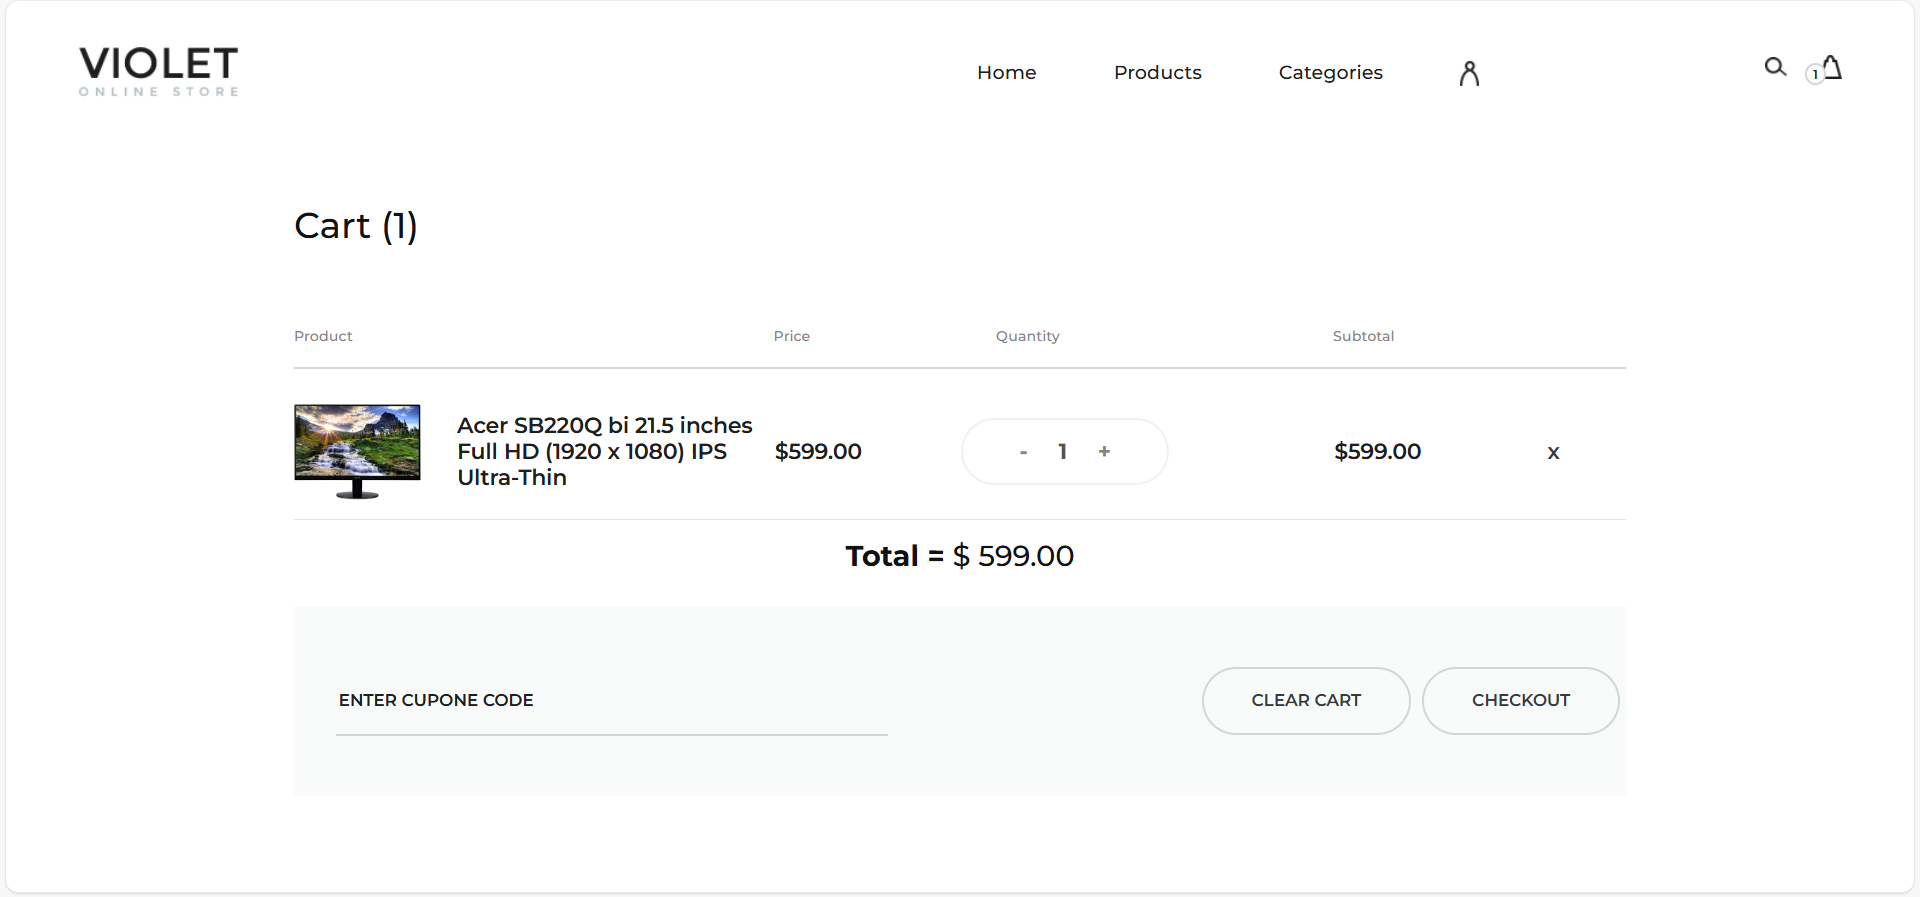 VIOLET
ONLINE STORE
Home
Products
Categories
1
Cart (1)
Product
Price
Quantity
Subtotal
Acer SB220Q bi 21.5 inches
Full HD (1920 x 1080) IPS
Ultra-Thin
$599.00
- 1 +
$599.00
x
Total = $ 599.00
ENTER CUPONE CODE
CLEAR CART
CHECKOUT